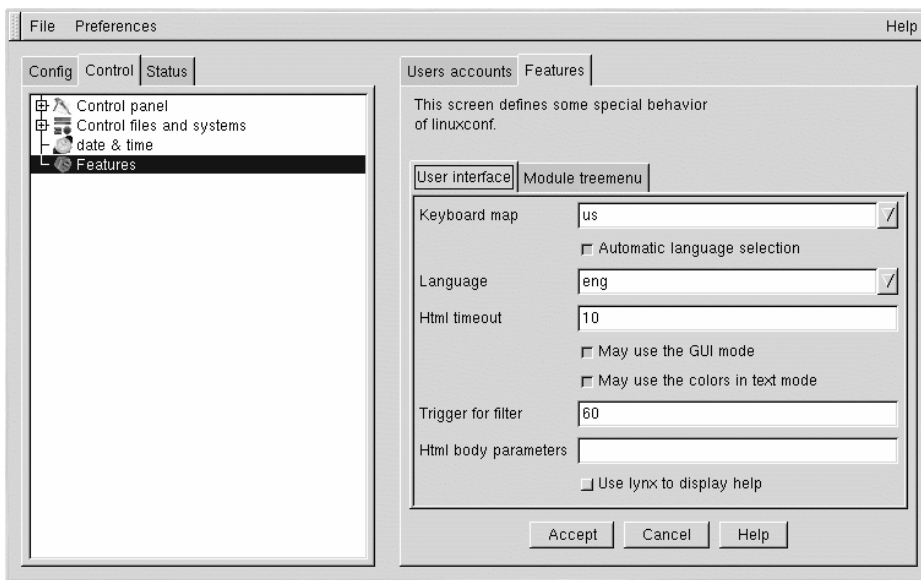 File Preferences Help
Config Control Status
Control panel
Control files and systems
date & time
Features
Users accounts Features
This screen defines some special behavior
of linuxconf.
User interface Module treemenu
Keyboard map us
Automatic language selection
Language eng
Html timeout 10
May use the GUI mode
May use the colors in text mode
Trigger for filter 60
Html body parameters
Use lynx to display help
Accept Cancel Help